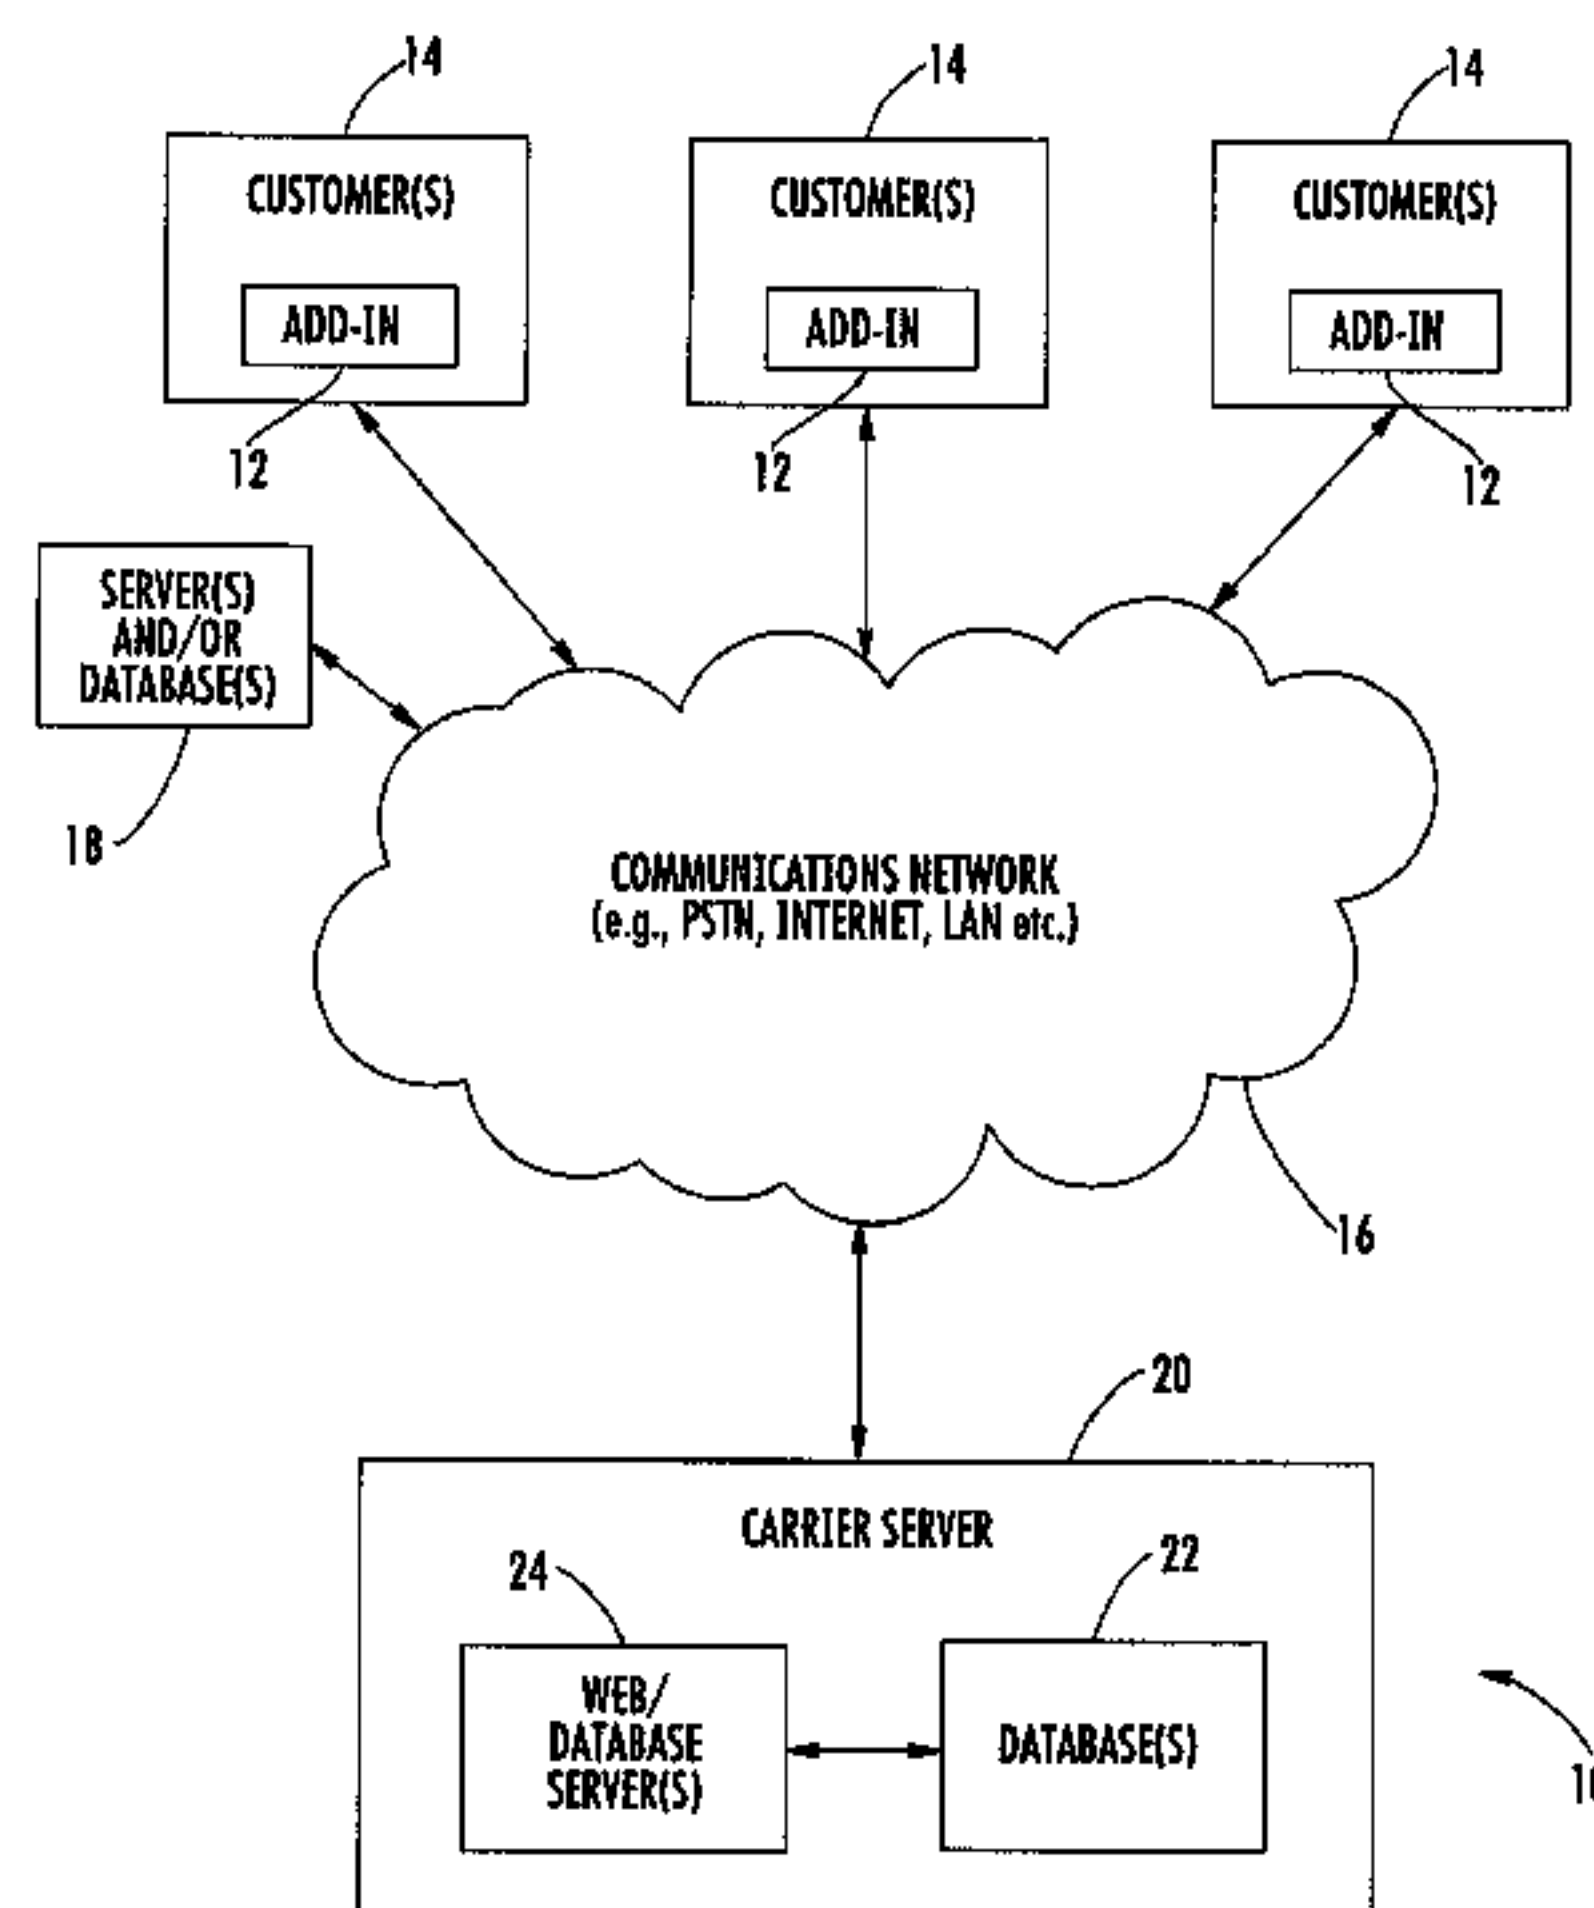 14
14
14
CUSTOMER(S)
CUSTOMER(S)
CUSTOMER(S)
ADD-IN
ADD-IN
ADD-IN
12
12
12
SERVER(S)
AND/OR
DATABASE(S)
18
COMMUNICATIONS NETWORK
(e.g., PSTN, INTERNET, LAN etc.)
16
20
CARRIER SERVER
24
22
WEB/
DATABASE
SERVER(S)
DATABASE(S)